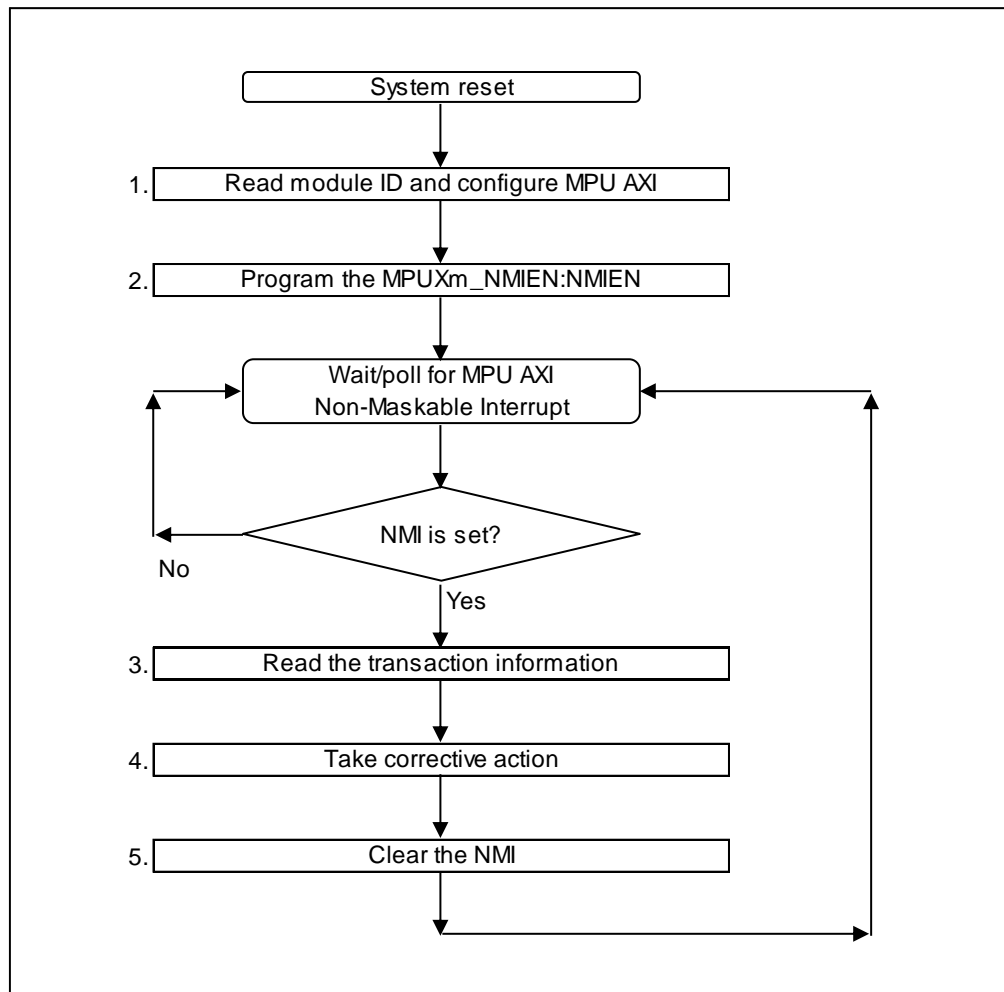 System reset
1. Read module ID and configure MPU AXI
2. Program the MPUXm_NMIEN:NMIEN
Wait/poll for MPU AXI
Non-Maskable Interrupt
NMI is set?
No
Yes
3. Read the transaction information
4. Take corrective action
5. Clear the NMI